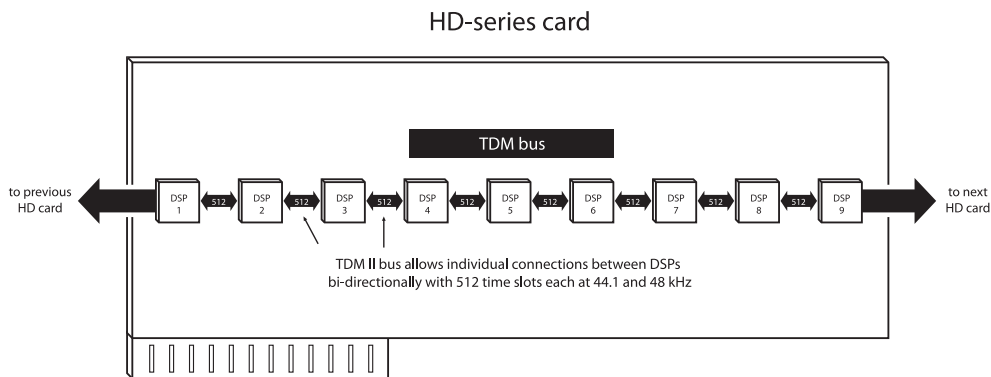 HD-series card
TDM bus
to previous
HD card
DSP
1
512
DSP
2
512
DSP
3
512
DSP
4
512
DSP
5
512
DSP
6
512
DSP
7
512
DSP
8
512
DSP
9
to next
HD card
TDM II bus allows individual connections between DSPs
bi-directionally with 512 time slots each at 44.1 and 48 kHz